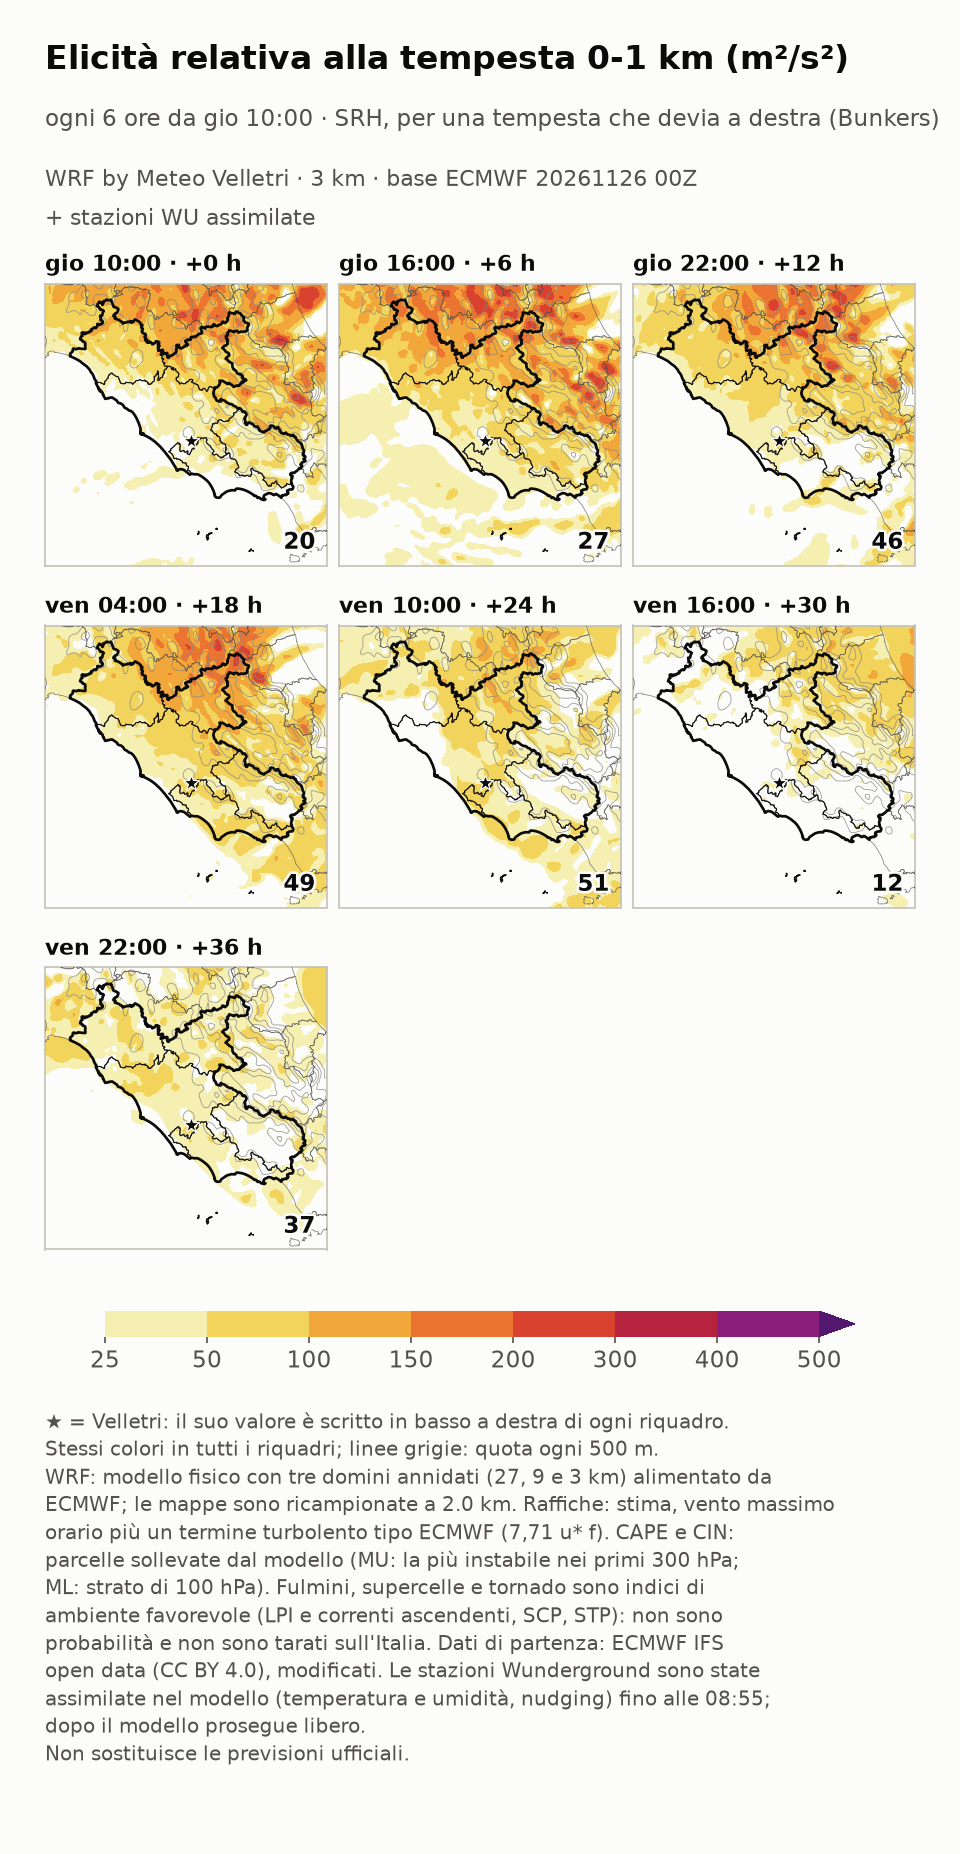 Elicità relativa alla tempesta 0-1 km (m²/s²)
ogni 6 ore da gio 10:00 · SRH, per una tempesta che devia a destra (Bunkers)
WRF by Meteo Velletri · 3 km · base ECMWF 20261126 00Z
+ stazioni WU assimilate
gio 10:00 · +0 h
gio 16:00 · +6 h
gio 22:00 · +12 h
20
27
46
ven 04:00 · +18 h
ven 10:00 · +24 h
ven 16:00 · +30 h
49
51
12
ven 22:00 · +36 h
37
25 50 100 150 200 300 400 500
★ = Velletri: il suo valore è scritto in basso a destra di ogni riquadro.
Stessi colori in tutti i riquadri; linee grigie: quota ogni 500 m.
WRF: modello fisico con tre domini annidati (27, 9 e 3 km) alimentato da
ECMWF; le mappe sono ricampionate a 2.0 km. Raffiche: stima, vento massimo
orario più un termine turbolento tipo ECMWF (7,71 u* f). CAPE e CIN:
parcelle sollevate dal modello (MU: la più instabile nei primi 300 hPa;
ML: strato di 100 hPa). Fulmini, supercelle e tornado sono indici di
ambiente favorevole (LPI e correnti ascendenti, SCP, STP): non sono
probabilità e non sono tarati sull'Italia. Dati di partenza: ECMWF IFS
open data (CC BY 4.0), modificati. Le stazioni Wunderground sono state
assimilate nel modello (temperatura e umidità, nudging) fino alle 08:55;
dopo il modello prosegue libero.
Non sostituisce le previsioni ufficiali.